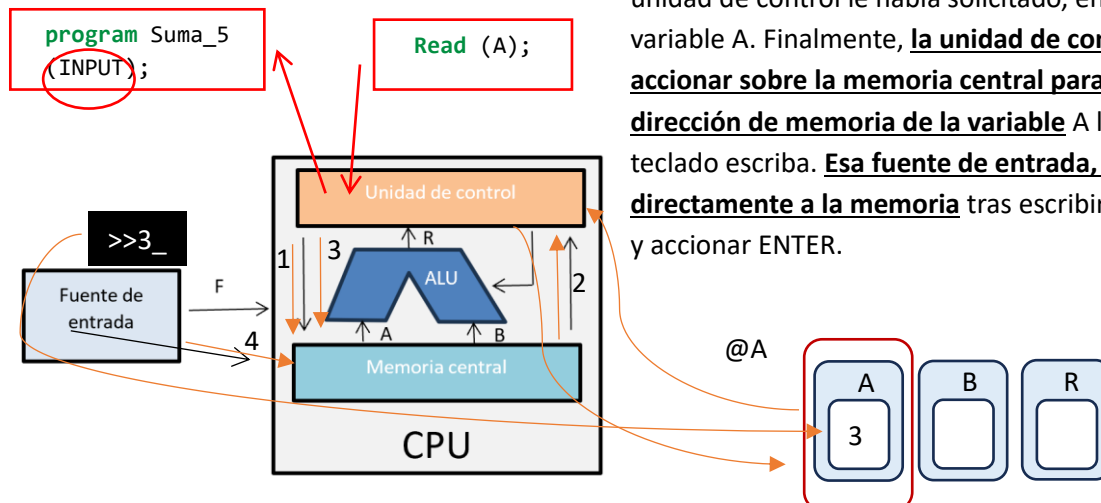 unidad de control le había solicitado, en
variable A. Finalmente, la unidad de con
accionar sobre la memoria central para
dirección de memoria de la variable A l
teclado escriba. Esa fuente de entrada,
directamente a la memoria tras escribir
y accionar ENTER.
program Suma_5
(INPUT);
Read (A);
Unidad de control
>>3_
1
3
R
ALU
2
Fuente de
entrada
F
4
A
B
Memoria central
CPU
@A
A
B
R
3